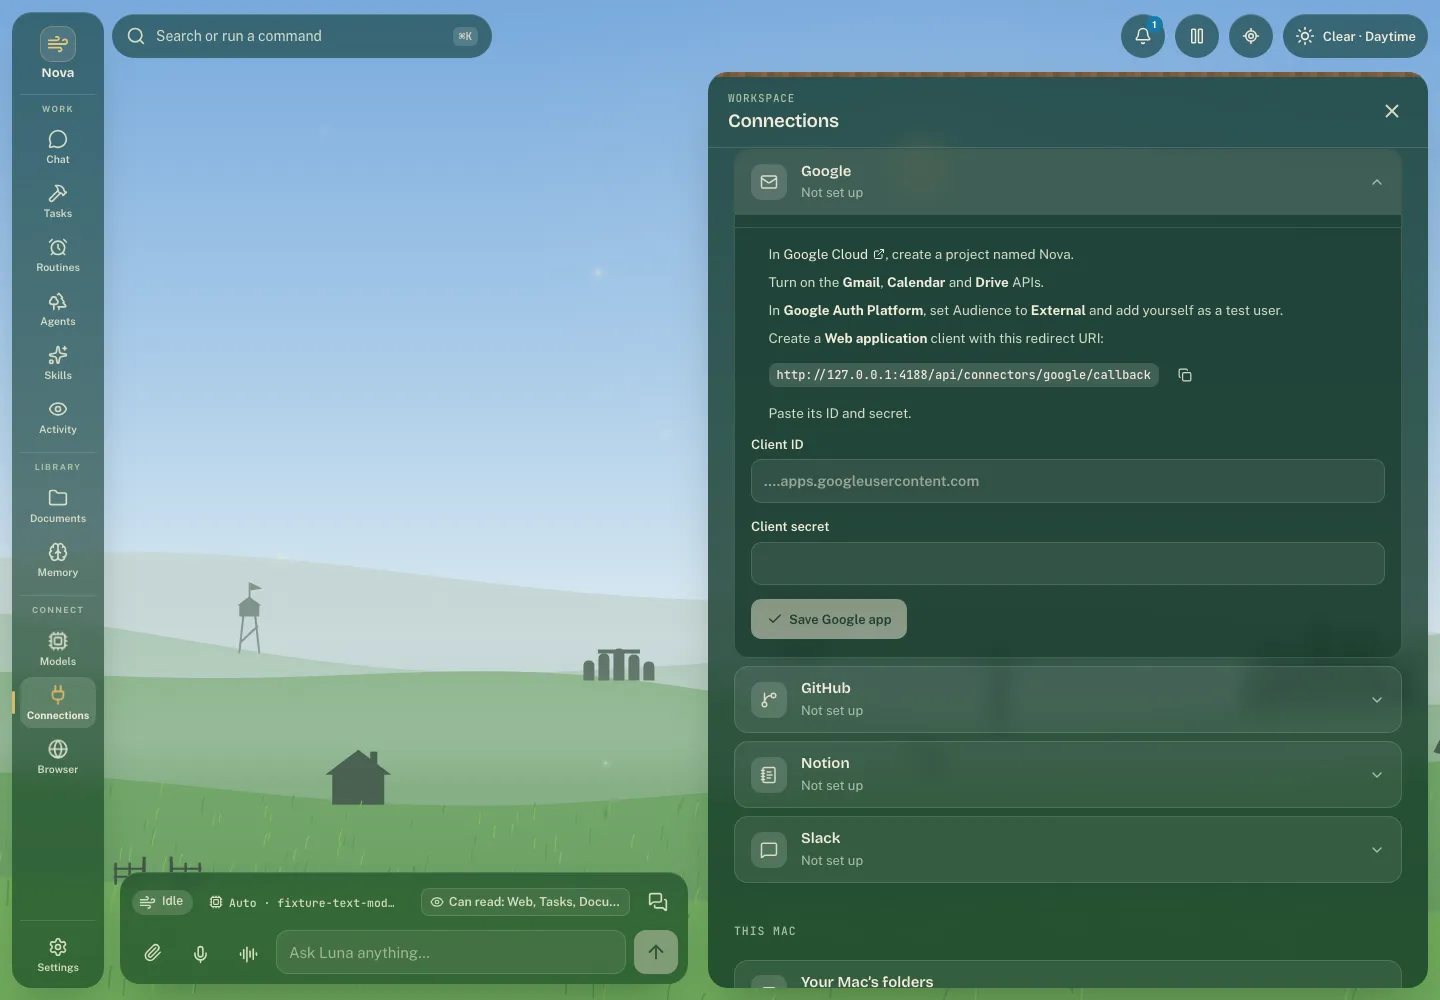 Nova
WORK
Chat
Tasks
Routines
Agents
Skills
Activity
LIBRARY
Documents
Memory
CONNECT
Models
Connections
Browser
Settings
Search or run a command
⌘K
1
Clear · Daytime
WORKSPACE
Connections
Google
Not set up
In Google Cloud, create a project named Nova.
Turn on the Gmail, Calendar and Drive APIs.
In Google Auth Platform, set Audience to External and add yourself as a test user.
Create a Web application client with this redirect URI:
http://127.0.0.1:4188/api/connectors/google/callback
Paste its ID and secret.
Client ID
....apps.googleusercontent.com
Client secret
Save Google app
GitHub
Not set up
Notion
Not set up
Slack
Not set up
THIS MAC
Your Mac's folders
Idle
Auto · fixture-text-mod…
Can read: Web, Tasks, Docu…
Ask Luna anything...